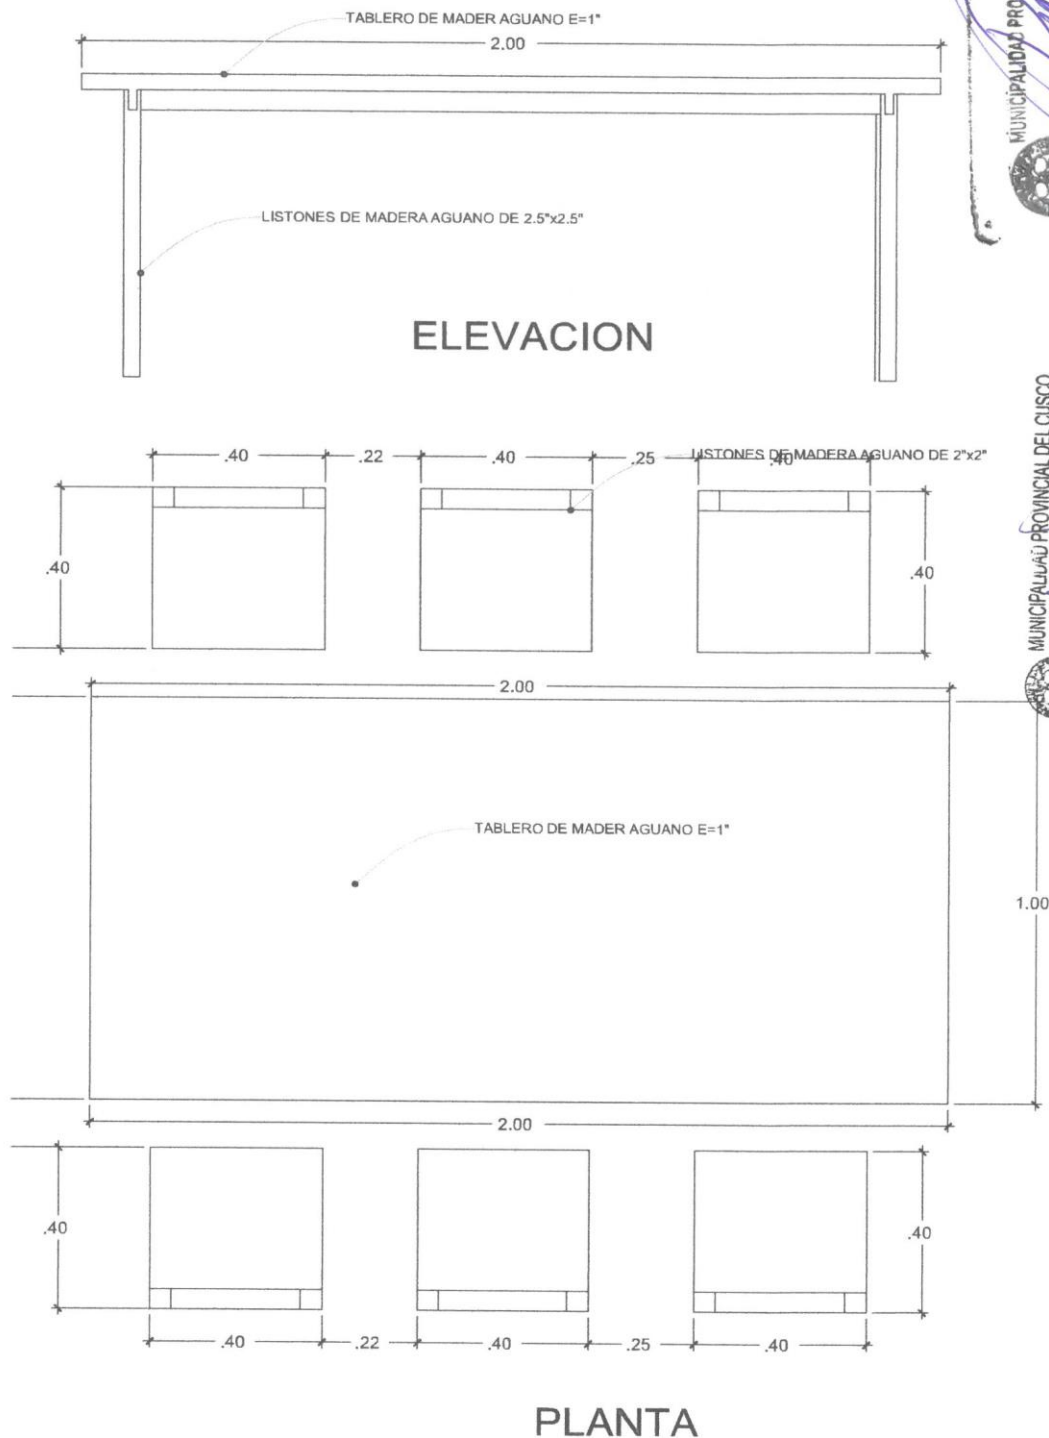 TABLERO DE MADER AGUANO E=1"
2.00
MUNICIPALIDAD PRO
LISTONES DE MADERA AGUANO DE 2.5"x2.5"
ELEVACION
.40
.22
.40
.25
.40
LISTONES DE MADERA AGUANO DE 2"x2"
MUNICIPALIDAD PROVINCIAL DEL CUSCO
.40
.40
2.00
TABLERO DE MADER AGUANO E=1"
1.00
2.00
.40
.40
.40
.22
.40
.25
.40
PLANTA